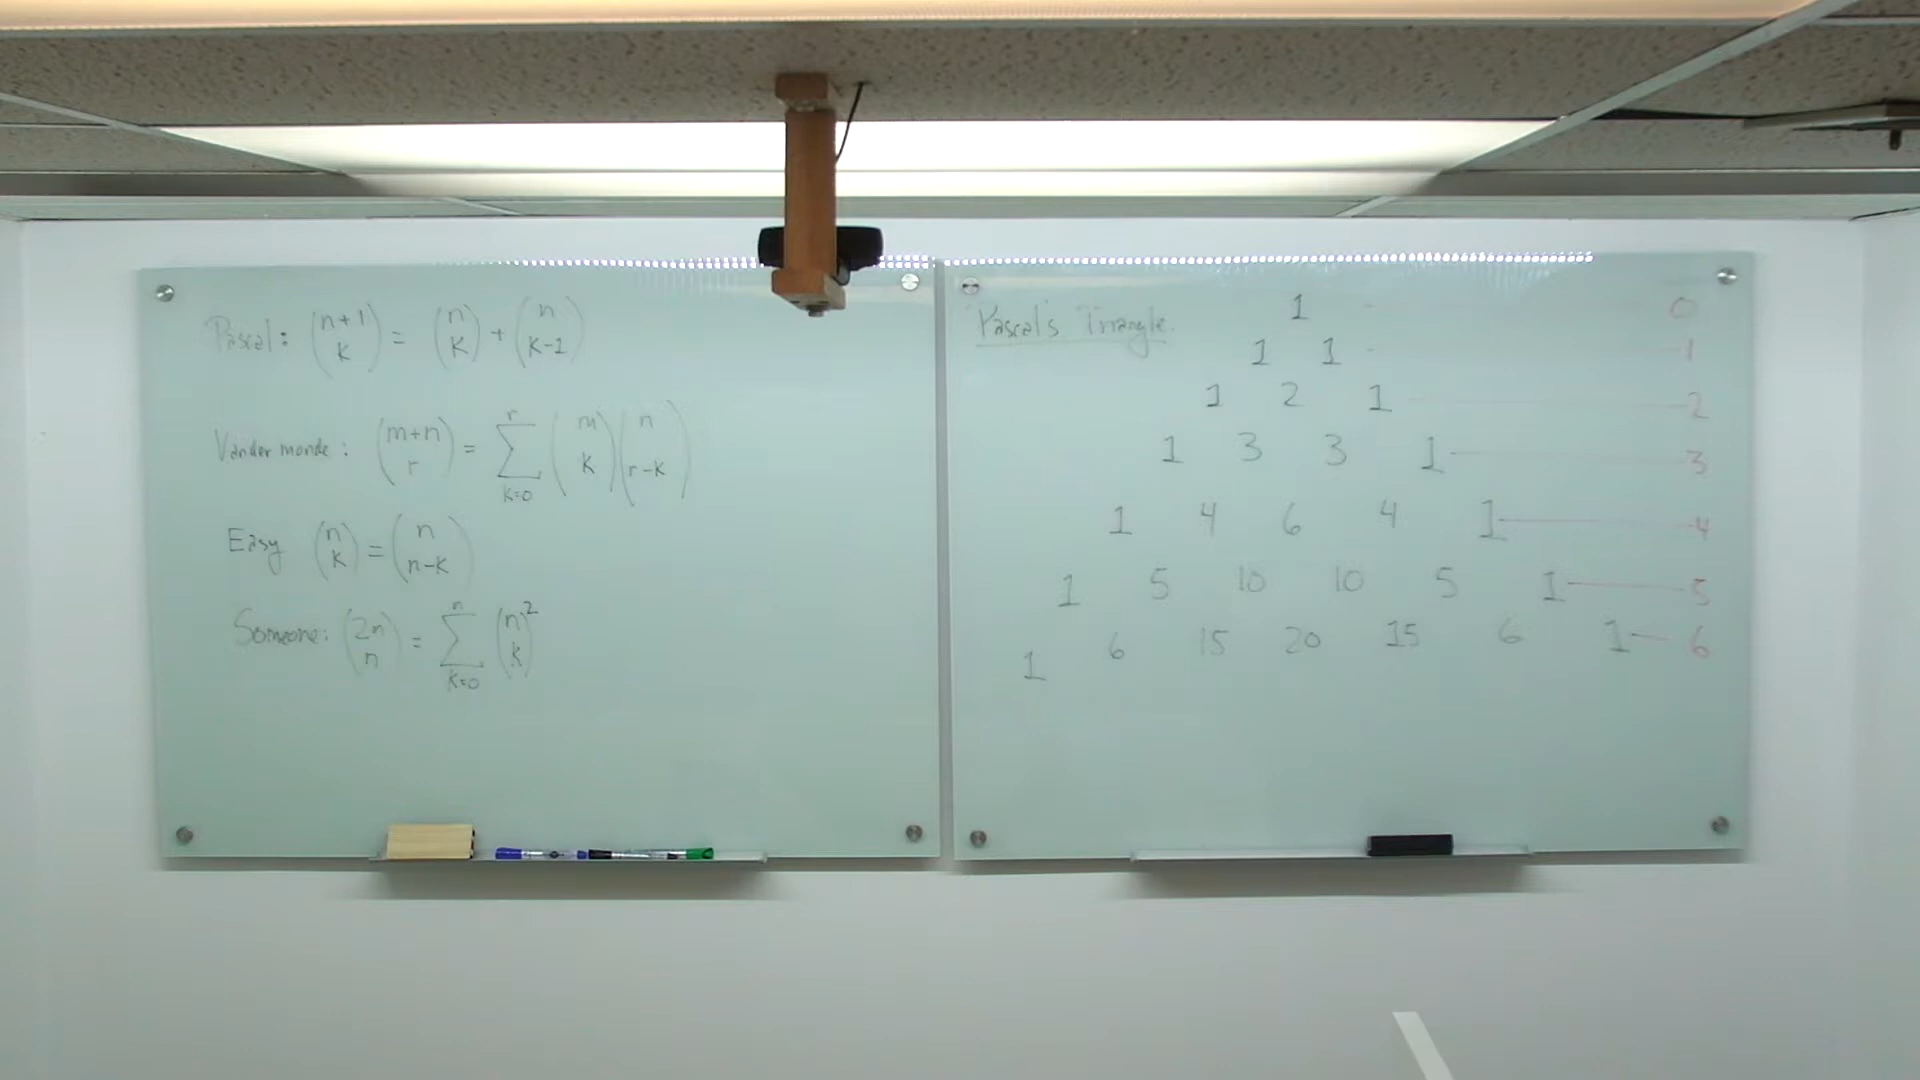 Pascal: (n+1 k) = (n k) + (n k-1)
Vandermonde: (m+n r) = r ∑ k=0 (m k)(n r-k)
Easy (n k) = (n n-k)
Someone: (2n n) = n ∑ k=0 (n k)²
Pascal's Triangle.
1 0
1 1 1
1 2 1 2
1 3 3 1 3
1 4 6 4 1 4
1 5 10 10 5 1 5
1 6 15 20 15 6 1 6